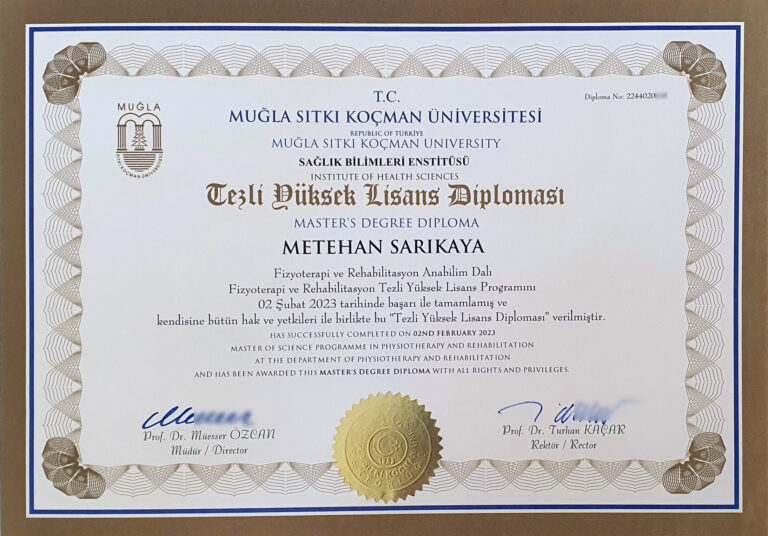 T.C.
Diploma No: 2244020
MUĞLA
SITKI KOÇMAN ÜNİVERSİTESİ
MUĞLA SITKI KOÇMAN ÜNİVERSİTESİ
REPUBLIC OF TÜRKİYE
MUĞLA SITKI KOÇMAN UNIVERSITY
SAĞLIK BİLİMLERİ ENSTİTÜSÜ
INSTITUTE OF HEALTH SCIENCES
Tezli Yüksek Lisans Diploması
MASTER'S DEGREE DIPLOMA
METEHAN SARIKAYA
Fizyoterapi ve Rehabilitasyon Anabilim Dalı
Fizyoterapi ve Rehabilitasyon Tezli Yüksek Lisans Programını
02 Şubat 2023 tarihinde başarı ile tamamlamış ve
kendisine bütün hak ve yetkileri ile birlikte bu "Tezli Yüksek Lisans Diploması" verilmiştir.
HAS SUCCESSFULLY COMPLETED ON 02ND FEBRUARY 2023
MASTER OF SCIENCE PROGRAMME IN PHYSIOTHERAPY AND REHABILITATION
AT THE DEPARTMENT OF PHYSIOTHERAPY AND REHABILITATION
AND HAS BEEN AWARDED THIS MASTER'S DEGREE DIPLOMA WITH ALL RIGHTS AND PRIVILEGES.
Prof. Dr. Müesser ÖZCAN
Müdür / Director
Prof. Dr. Turhan KAÇAR
Rektör / Rector